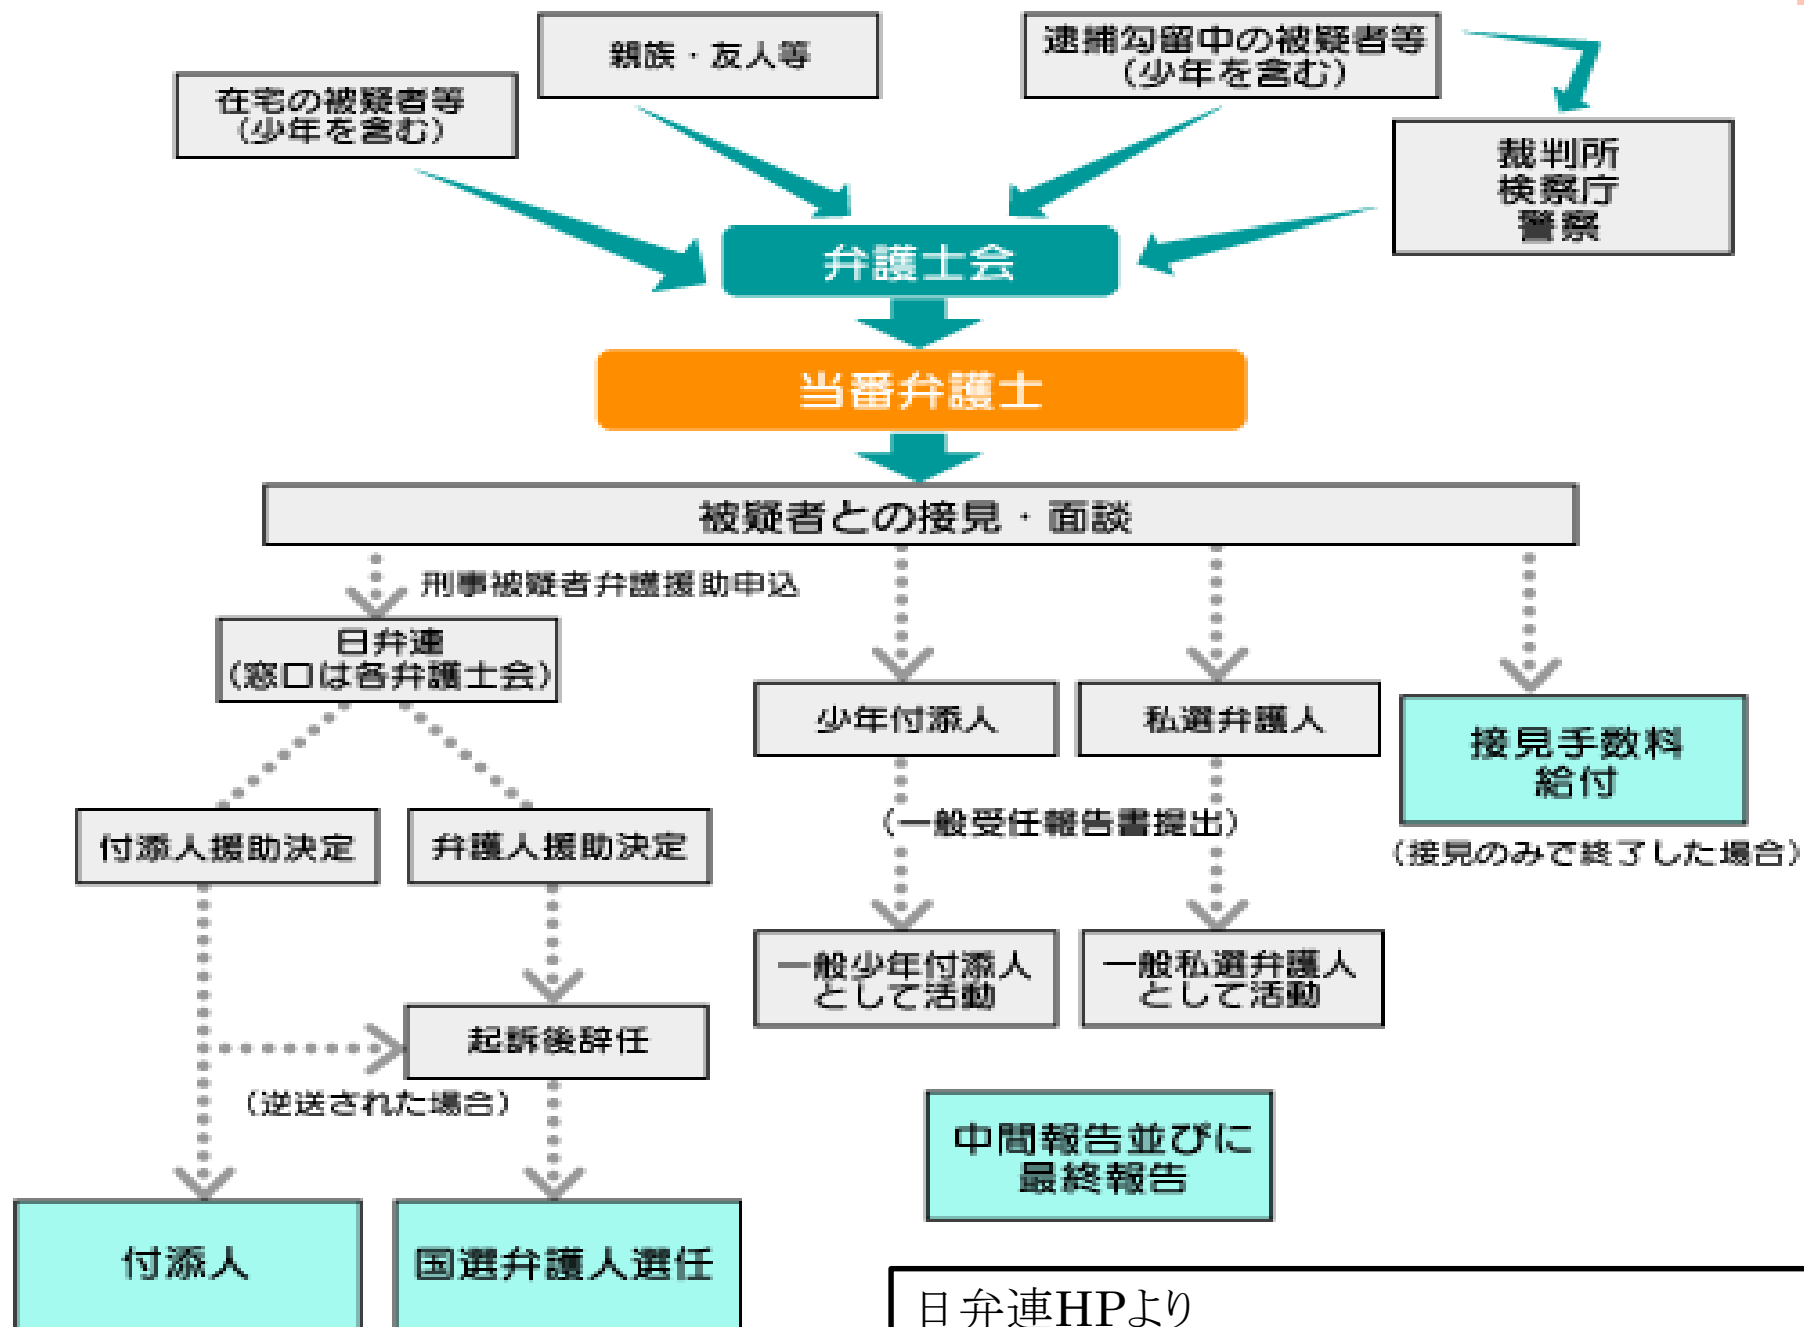 親族・友人等
逮捕勾留中の被疑者等
(少年を含む)
在宅の被疑者等
(少年を含む)
裁判所
検察庁
警察
弁護士会
当番弁護士
被疑者との接見・面談
刑事被疑者弁護援助申込
日弁連
(窓口は各弁護士会)
少年付添人
私選弁護人
接見手数料
給付
(一般受任報告書提出)
(接見のみで終了した場合)
付添人援助決定
弁護人援助決定
一般少年付添人
として活動
一般私選弁護人
として活動
起訴後辞任
(逆送された場合)
中間報告並びに
最終報告
付添人
国選弁護人選任
日弁連HPより